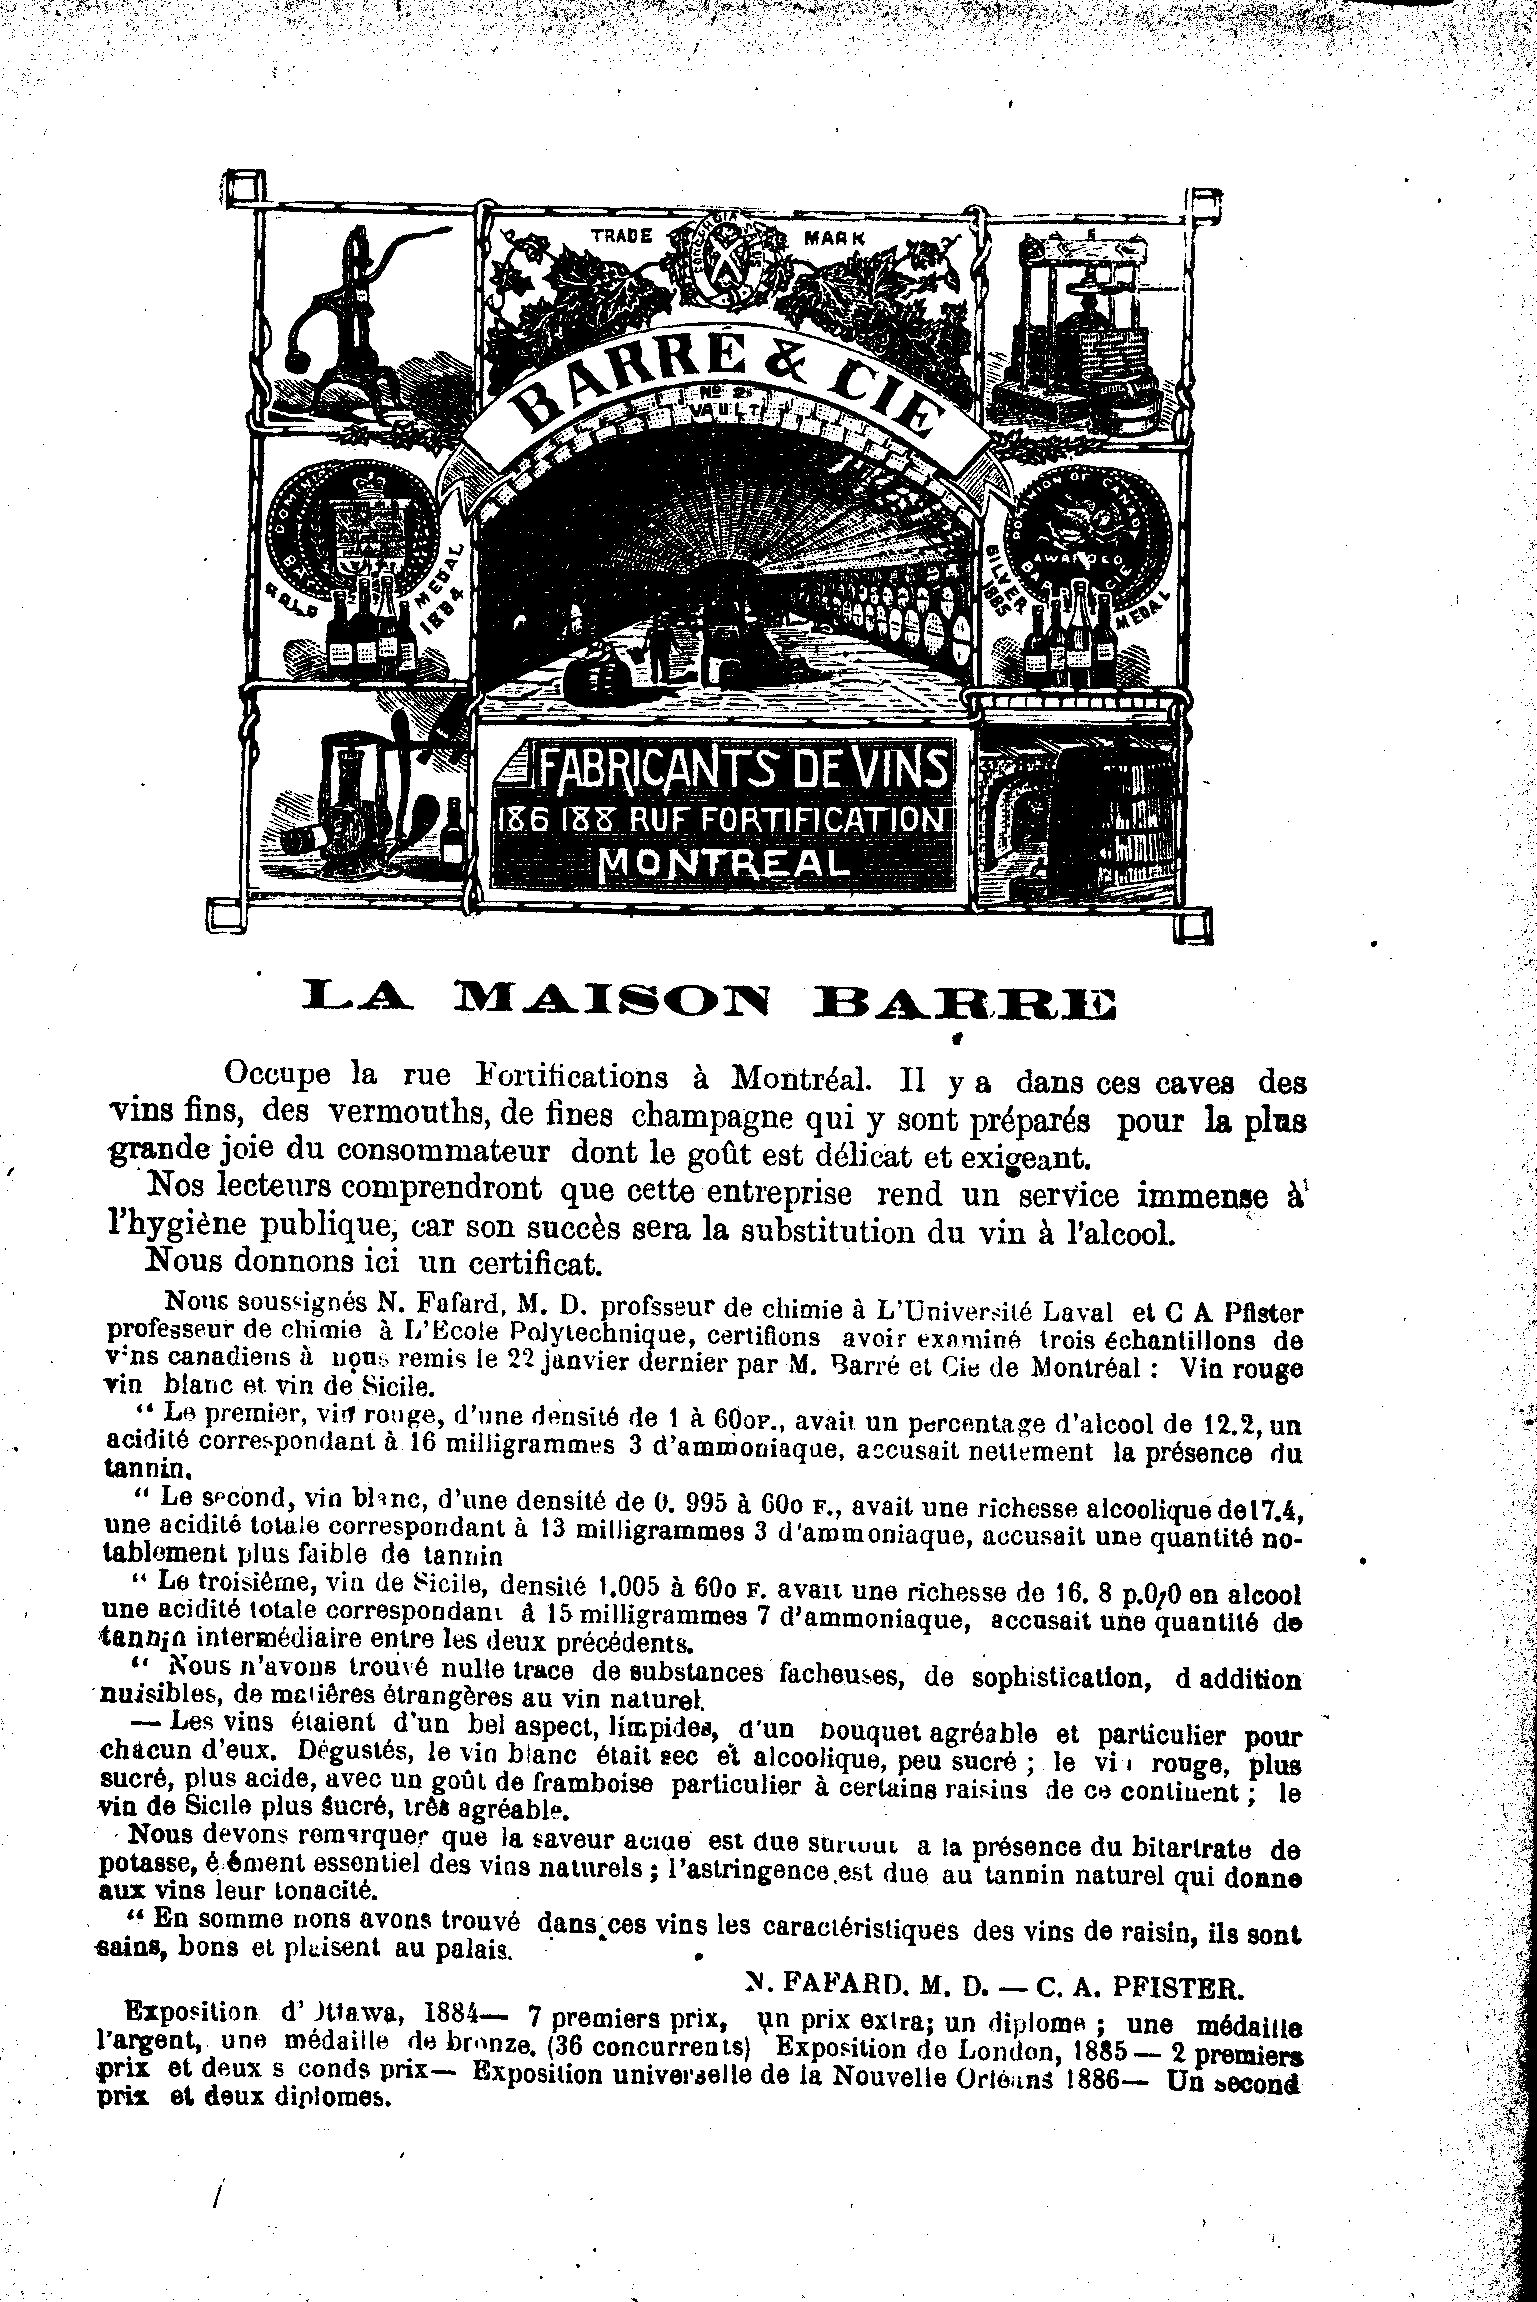 TRADE MARK
BARRÉ & CIE
No 2
VAULT
GOLD MEDAL 1884
DOMINION OF CANADA
AWARDED
BARRE CIE
SILVER MEDAL 1885
FABRICANTS DE VINS
186 188 RUE FORTIFICATION
MONTREAL
LA MAISON BARRE
Occupe la rue Fortifications à Montréal. Il y a dans ces caves des
vins fins, des vermouths, de fines champagne qui y sont préparés pour la plus
grande joie du consommateur dont le goût est délicat et exigeant.
Nos lecteurs comprendront que cette entreprise rend un service immense à
l'hygiène publique, car son succès sera la substitution du vin à l'alcool.
Nous donnons ici un certificat.
Nous soussignés N. Fafard, M. D. profsseur de chimie à L'Université Laval et C A Pfister
professeur de chimie à L'Ecole Polytechnique, certifions avoir examiné trois échantillons de
vins canadiens à nous remis le 22 janvier dernier par M. Barré et Cie de Montréal : Vin rouge
vin blanc et vin de Sicile.
“ Le premier, vin rouge, d'une densité de 1 à 60o F., avait un percentage d'alcool de 12.2, un
acidité correspondant à 16 milligrammes 3 d'ammoniaque, accusait nettement la présence du
tannin.
“ Le second, vin blanc, d'une densité de 0. 995 à 60o F., avait une richesse alcoolique de 17.4,
une acidité totale correspondant à 13 milligrammes 3 d'ammoniaque, accusait une quantité no-
tablement plus faible de tannin
“ Le troisième, vin de Sicile, densité 1.005 à 60o F. avait une richesse de 16. 8 p.0/0 en alcool
une acidité totale correspondant à 15 milligrammes 7 d'ammoniaque, accusait une quantité de
tannin intermédiaire entre les deux précédents.
“ Nous n'avons trouvé nulle trace de substances facheuses, de sophistication, d addition
nuisibles, de matières étrangères au vin naturel.
— Les vins étaient d'un bel aspect, limpides, d'un bouquet agréable et particulier pour
chacun d'eux. Dégustés, le vin blanc était sec et alcoolique, peu sucré ; le vin rouge, plus
sucré, plus acide, avec un goût de framboise particulier à certains raisins de ce continent ; le
vin de Sicile plus sucré, très agréable.
Nous devons remarquer que la saveur acide est due surtout a la présence du bitartrate de
potasse, élément essentiel des vins naturels ; l'astringence est due au tannin naturel qui donne
aux vins leur tonacité.
“ En somme nons avons trouvé dans ces vins les caractéristiques des vins de raisin, ils sont
sains, bons et plaisent au palais.
N. FAFARD. M. D. — C. A. PFISTER.
Exposition d'Ottawa, 1884— 7 premiers prix, un prix extra; un diplome ; une médaille
l'argent, une médaille de bronze. (36 concurrents) Exposition de London, 1885— 2 premiers
prix et deux s conds prix— Exposition universelle de la Nouvelle Orléans 1886— Un second
prix et deux diplomes.